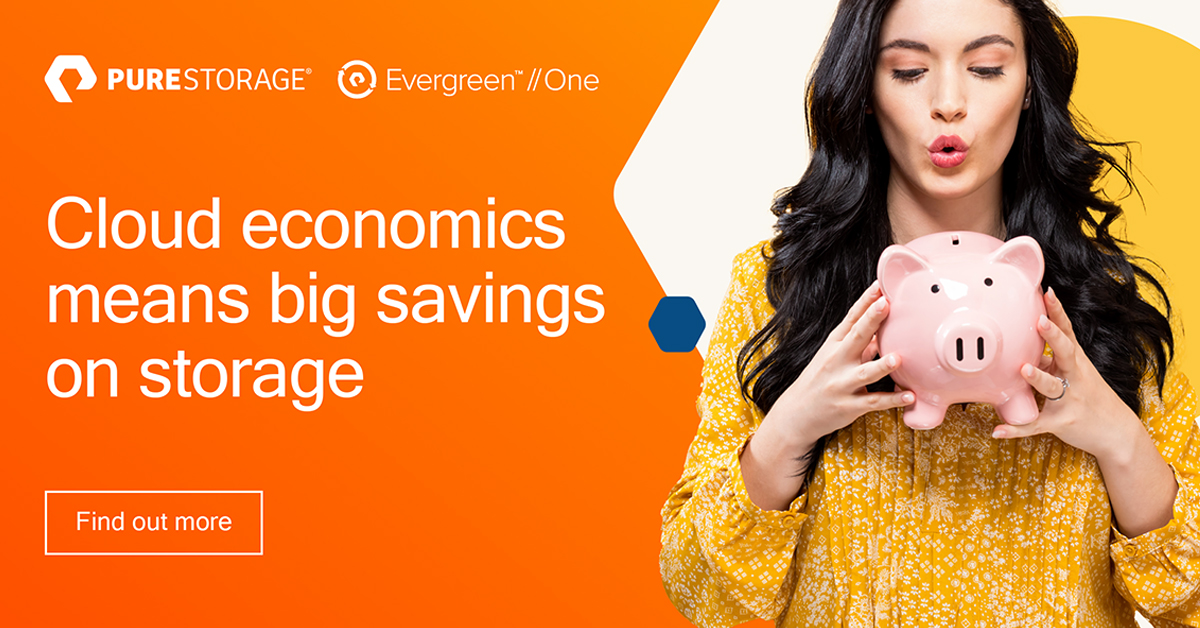 PURESTORAGE® Evergreen™ //One
Cloud economics
means big savings
on storage
Find out more